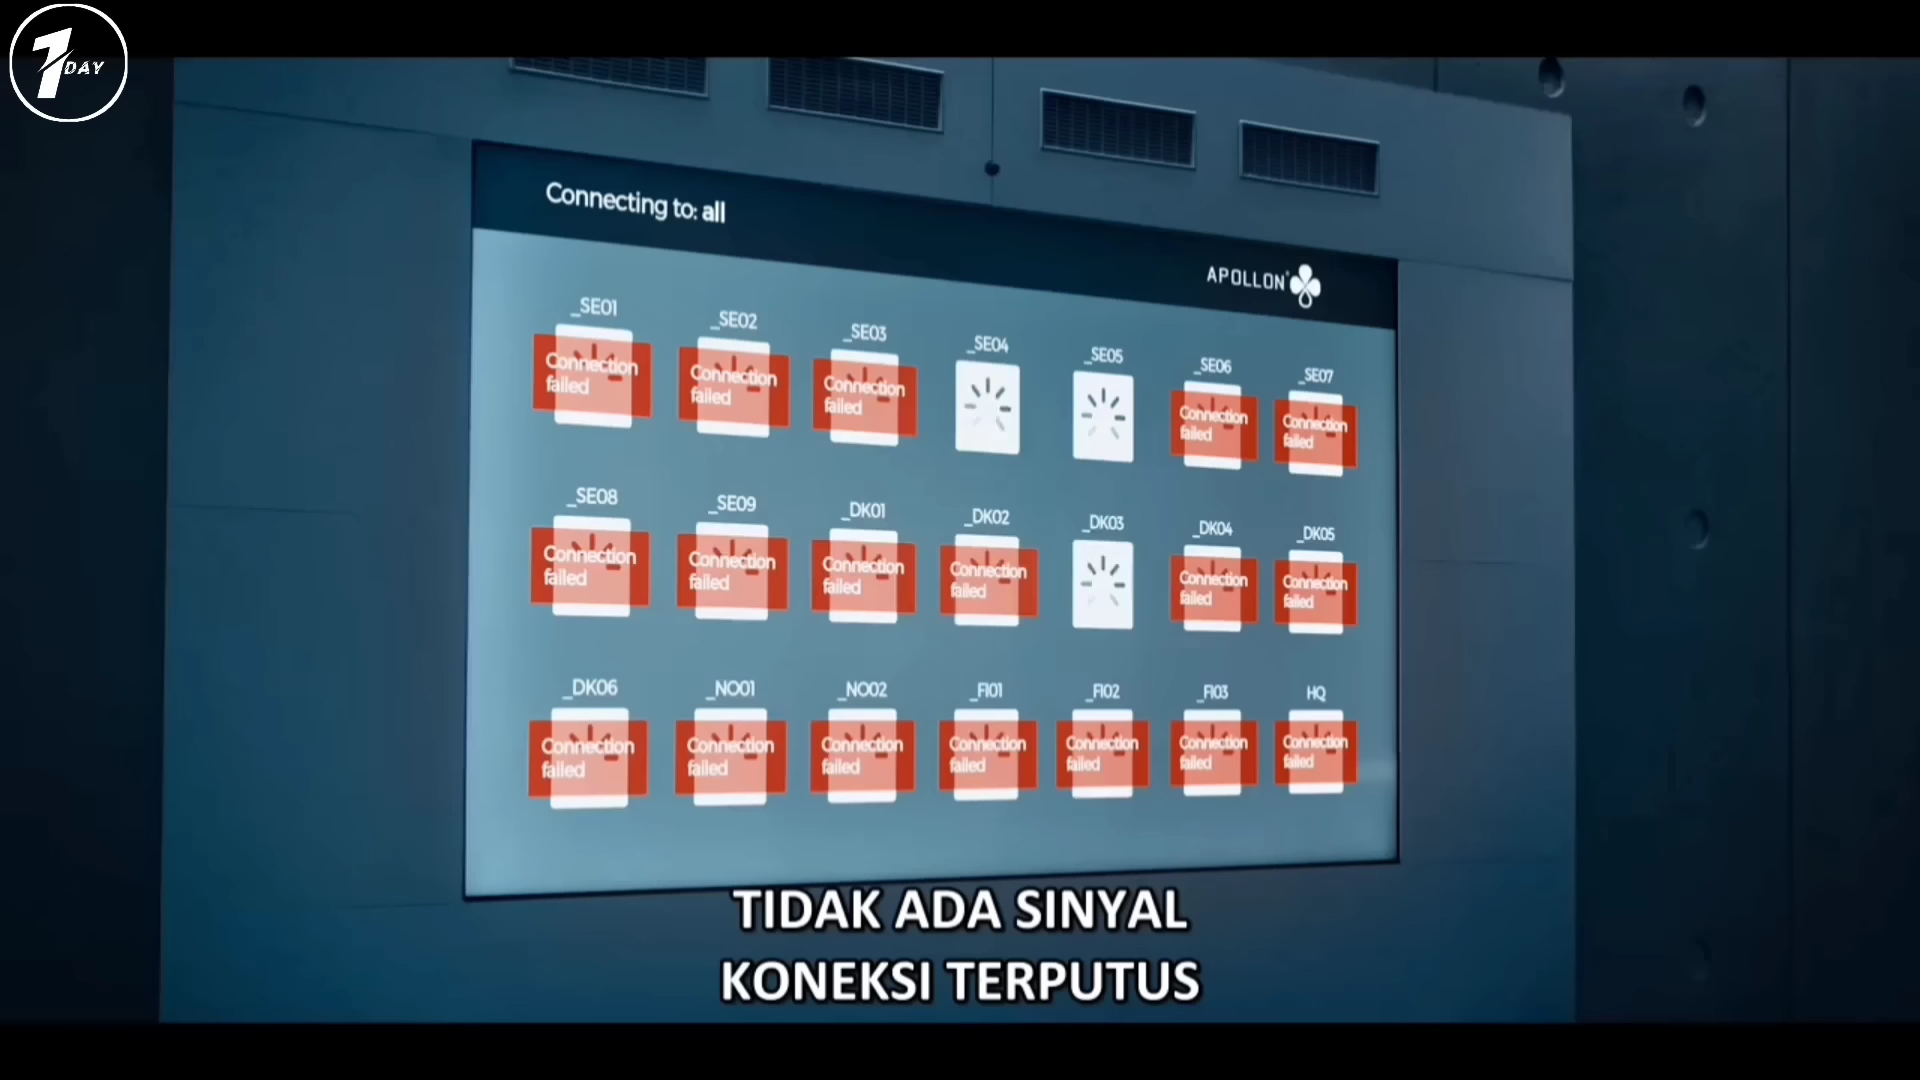 1 DAY
Connecting to: all
APOLLON
_SE01 _SE02 _SE03 _SE04 _SE05 _SE06 _SE07
Connection Connection Connection Connection Connection
failed failed failed failed failed
_SE08 _SE09 _DK01 _DK02 _DK03 _DK04 _DK05
Connection Connection Connection Connection Connection Connection
failed failed failed failed failed failed
_DK06 _NO01 _NO02 _FI01 _FI02 _FI03 HQ
Connection Connection Connection Connection Connection Connection Connection
failed failed failed failed failed failed failed
TIDAK ADA SINYAL
KONEKSI TERPUTUS